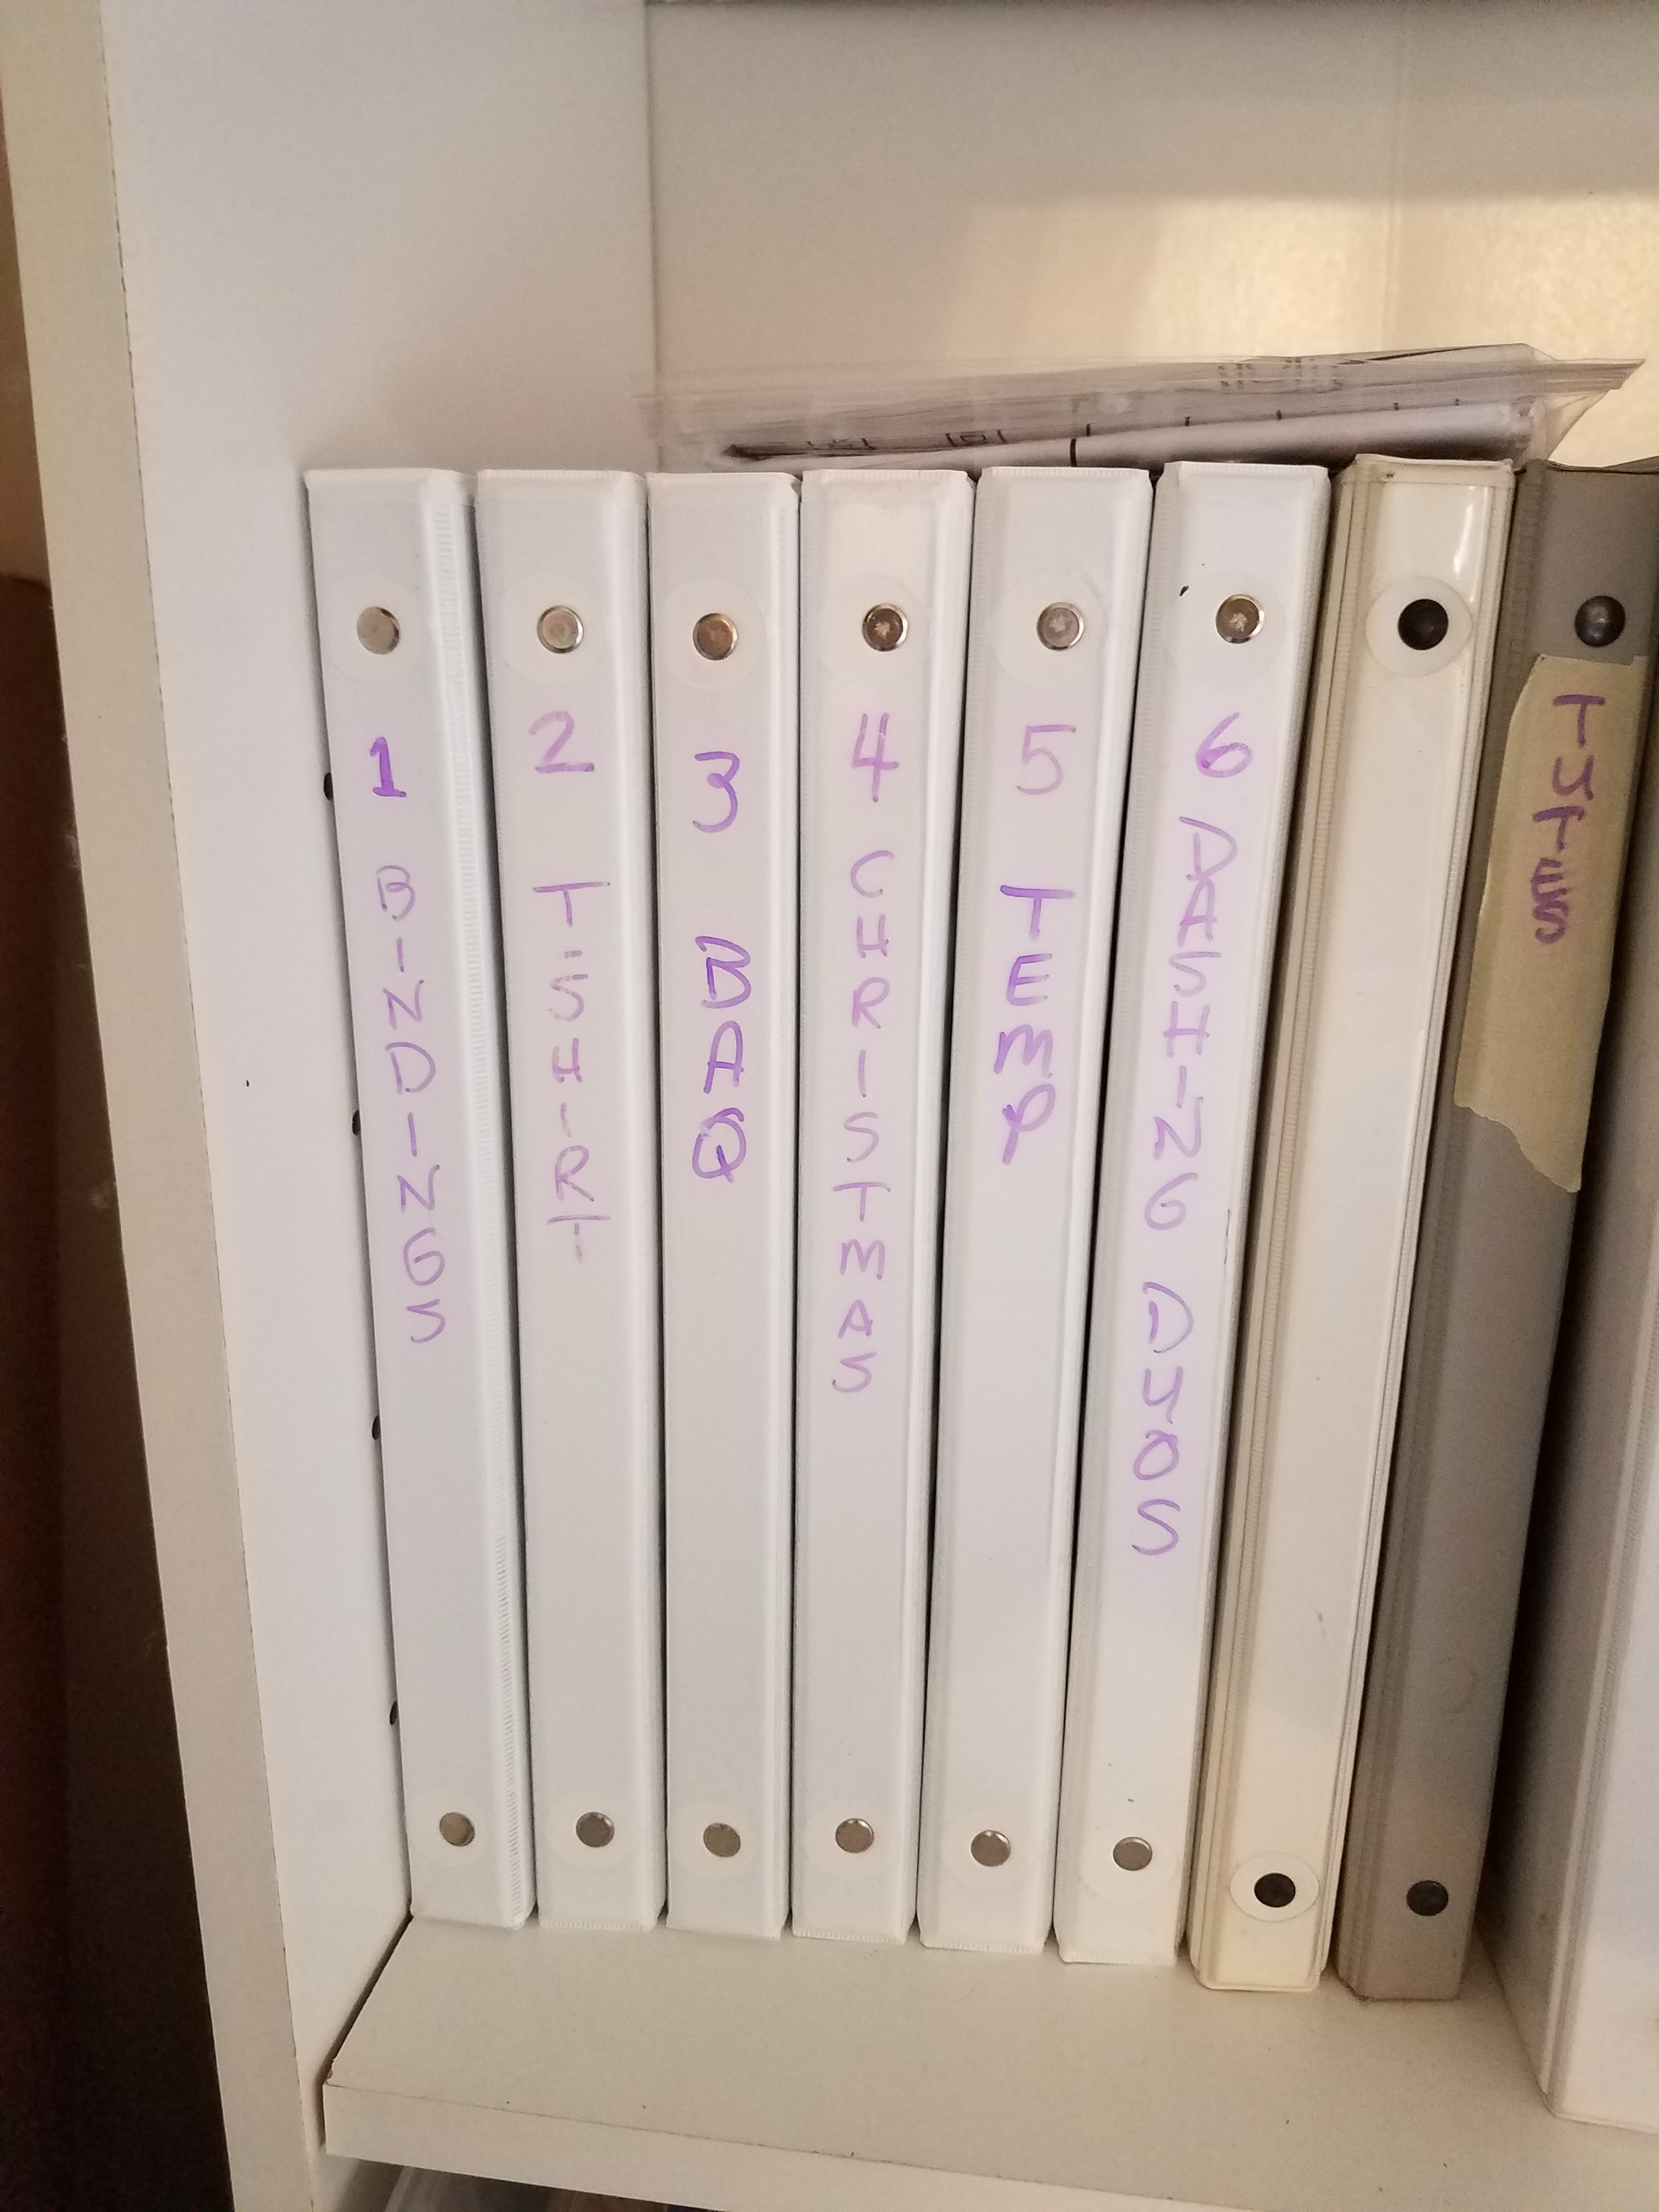 1 BINDINGS
2 T-SHIRT
3 BAQ
4 CHRISTMAS
5 TEMP
6 DASHING DUOS
TUTES